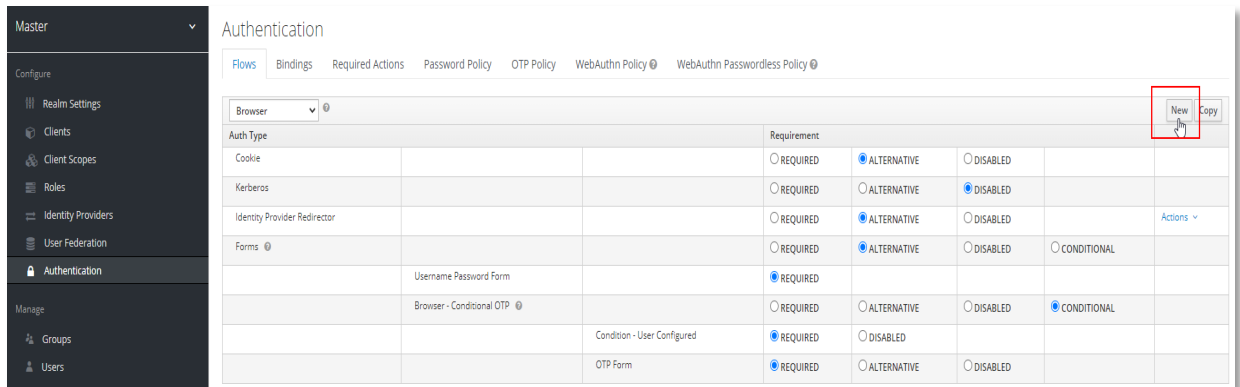 Master
Authentication
Flows Bindings Required Actions Password Policy OTP Policy WebAuthn Policy WebAuthn Passwordless Policy
Configure
Realm Settings
Clients
Client Scopes
Roles
Identity Providers
User Federation
Authentication
Manage
Groups
Users
Browser New Copy
Auth Type Requirement
Cookie REQUIRED ALTERNATIVE DISABLED
Kerberos REQUIRED ALTERNATIVE DISABLED
Identity Provider Redirector REQUIRED ALTERNATIVE DISABLED Actions
Forms REQUIRED ALTERNATIVE DISABLED CONDITIONAL
Username Password Form REQUIRED
Browser - Conditional OTP REQUIRED ALTERNATIVE DISABLED CONDITIONAL
Condition - User Configured REQUIRED DISABLED
OTP Form REQUIRED ALTERNATIVE DISABLED